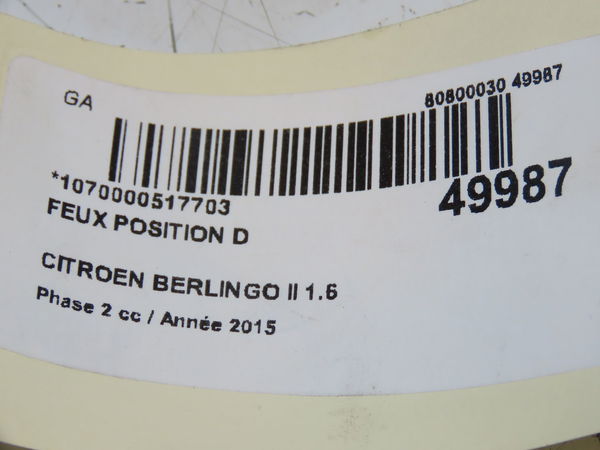 GA
80800030 49987
*1070000517703
49987
FEUX POSITION D
CITROEN BERLINGO II 1.6
Phase 2 cc / Année 2015